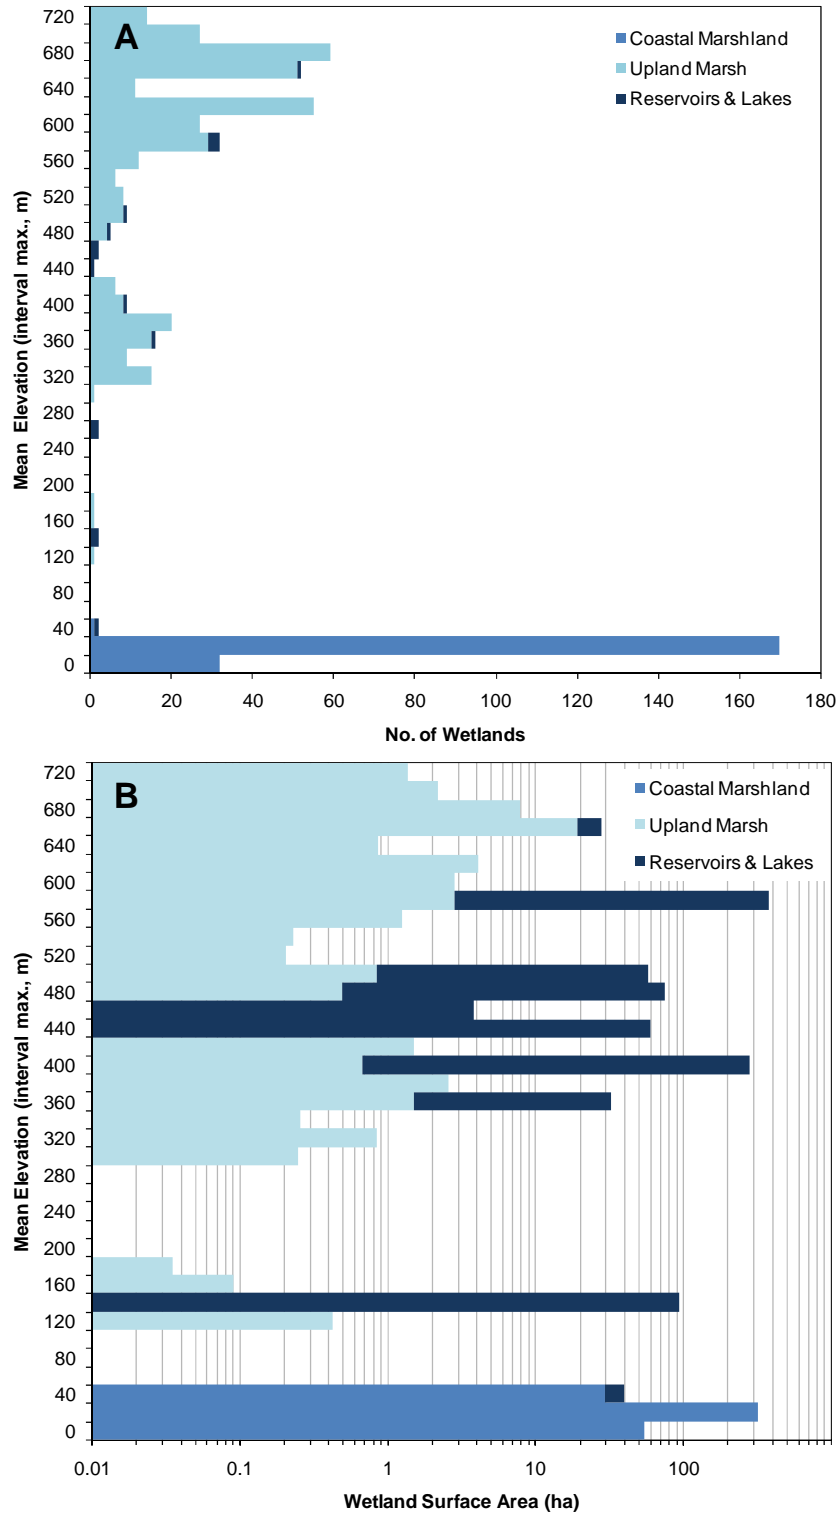 A
720
680
640
600
560
520
480
440
400
360
320
280
240
200
160
120
80
40
0
Mean Elevation (interval max., m)
Coastal Marshland
Upland Marsh
Reservoirs & Lakes
0 20 40 60 80 100 120 140 160 180
No. of Wetlands
B
720
680
640
600
560
520
480
440
400
360
320
280
240
200
160
120
80
40
0
Mean Elevation (interval max., m)
Coastal Marshland
Upland Marsh
Reservoirs & Lakes
0.01 0.1 1 10 100
Wetland Surface Area (ha)